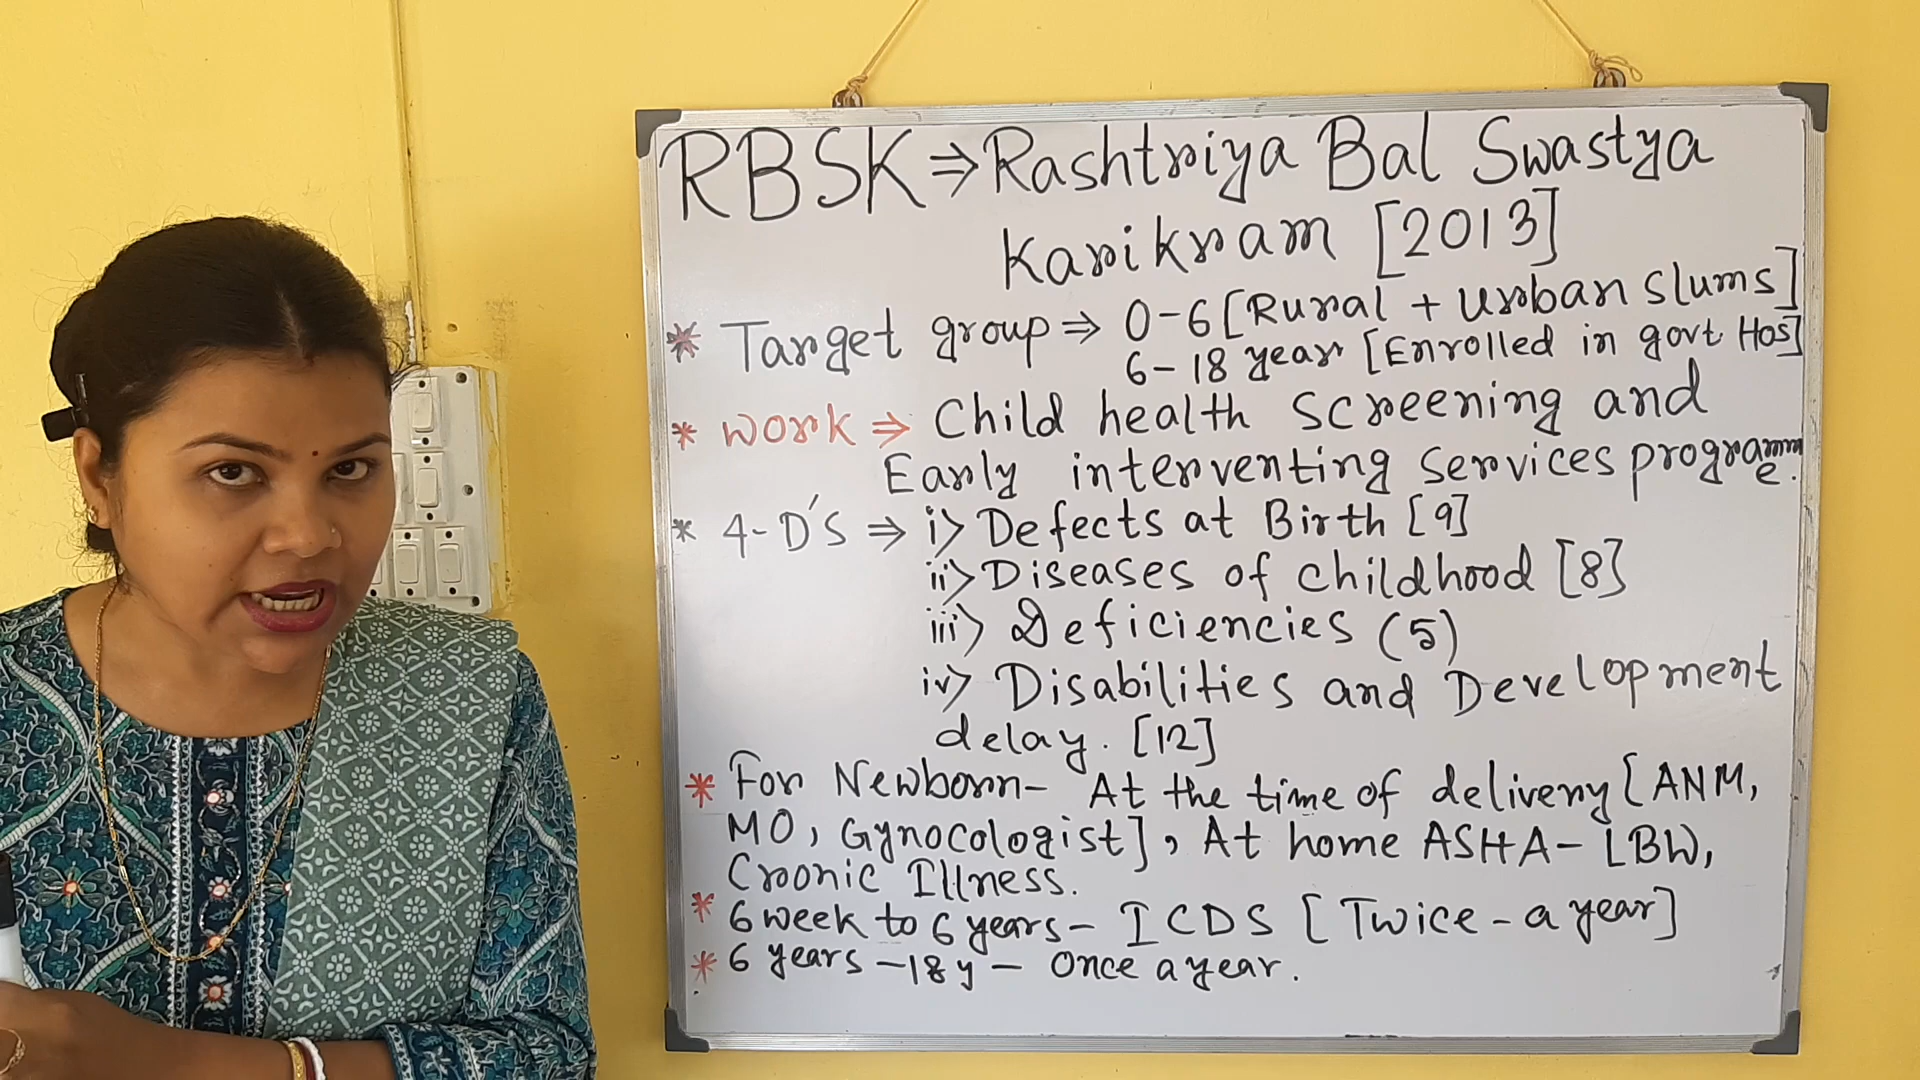 RBSK ⇒ Rashtriya Bal Swastya
Karikram [2013]
* Target group ⇒ 0-6 [Rural + Urban Slums]
6-18 year [Enrolled in govt. Hos]
* Work ⇒ Child health screening and
Early interventing services programme.
* 4-D'S ⇒ i) Defects at Birth [9]
ii) Diseases of childhood [8]
iii) Deficiencies (5)
iv) Disabilities and Development
delay. [12]
* For Newborn- At the time of delivery [ANM,
MO, Gynocologist], At home ASHA- LBW,
Cronic Illness.
* 6 week to 6 years- ICDS [Twice-a year]
* 6 years -18 y - Once a year.